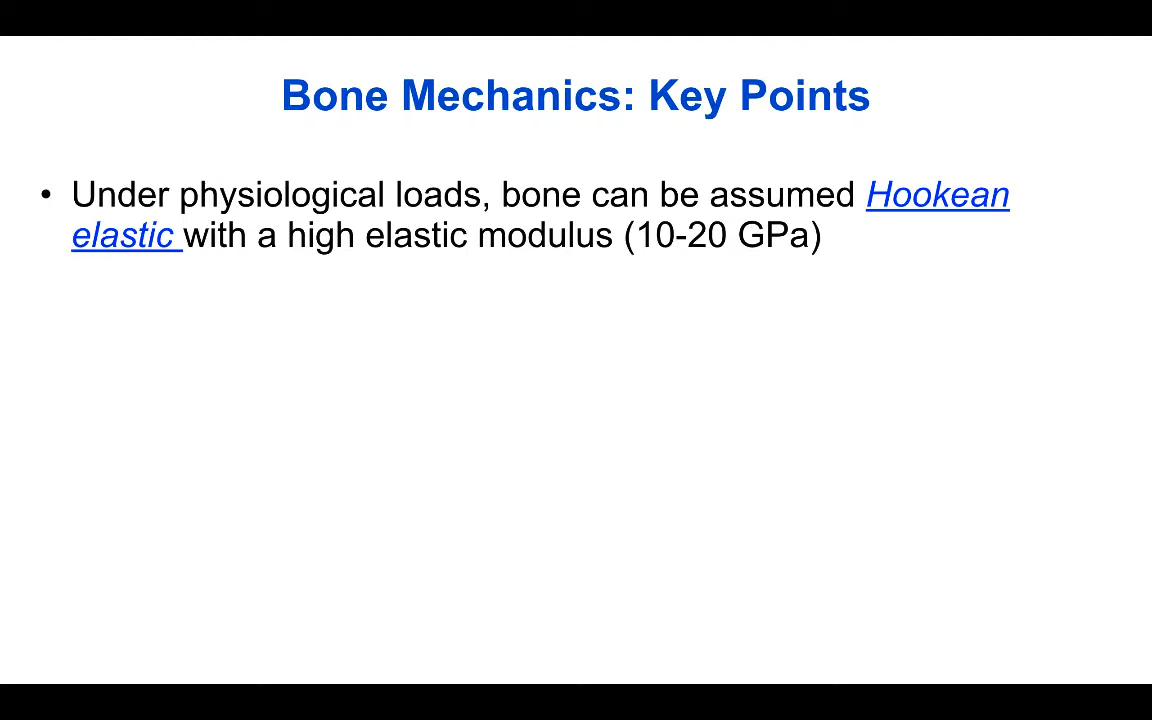 Bone Mechanics: Key Points
• Under physiological loads, bone can be assumed Hookean
elastic with a high elastic modulus (10-20 GPa)